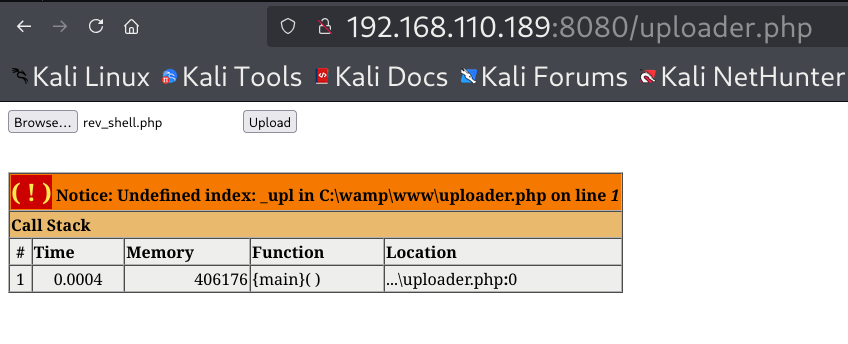 192.168.110.189:8080/uploader.php
Kali Linux Kali Tools Kali Docs Kali Forums Kali NetHunter
Browse... rev_shell.php Upload
( ! ) Notice: Undefined index: _upl in C:\wamp\www\uploader.php on line 1
Call Stack
# Time Memory Function Location
1 0.0004 406176 {main}( ) ...\uploader.php:0